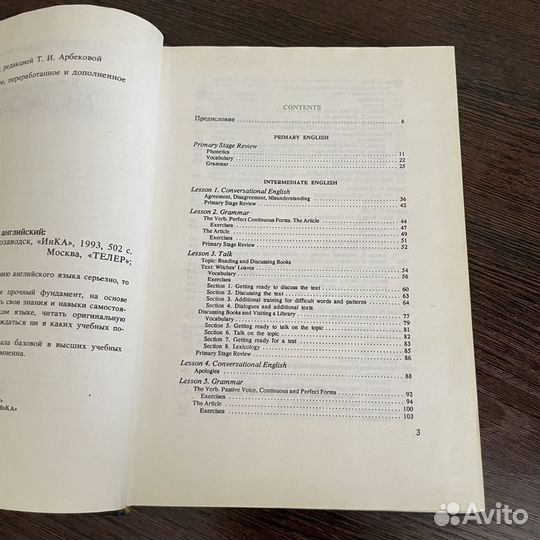 редакцией Т. И. Арбековой
переработанное и дополненное
английский:
озаводск, «ИнКА», 1993, 502 с.
Москва, «ТЕЛЕР»;
нию английского языка серьезно, то
е прочный фундамент, на основе
ть свои знания и навыки самостоя-
ком языке, читать оригинальную
ждаться ни в каких учебных по-
ыла базовой в высших учебных
мненна.
нКА»
CONTENTS
Предисловие 8
PRIMARY ENGLISH
Primary Stage Review
Phonetics 11
Vocabulary 22
Grammar 25
INTERMEDIATE ENGLISH
Lesson 1. Conversational English
Agreement, Disagreement, Misunderstanding 36
Primary Stage Review 42
Lesson 2. Grammar
The Verb. Perfect Continuous Forms. The Article 44
Exercises 47
The Article 49
Exercises 51
Primary Stage Review 52
Lesson 3. Talk
Topic: Reading and Discussing Books
Text: Witches' Loaves 54
Vocabulary 56
Exercises
Section 1. Getting ready to discuss the text 60
Section 2. Discussing the text 63
Section 3. Additional training for difficult words and patterns 64
Section 4. Dialogues and additional texts
Discussing Books and Visiting a Library 77
Vocabulary 79
Section 5. Getting ready to talk on the topic 81
Section 6. Talk on the topic 82
Section 7. Getting ready for a test 83
Section 8. Lexicology 85
Primary Stage Review 86
Lesson 4. Conversational English
Apologies 88
Lesson 5. Grammar
The Verb. Passive Voice, Continuous and Perfect Forms 92
Exercises 94
The Article 100
Exercises 103
3
Avito